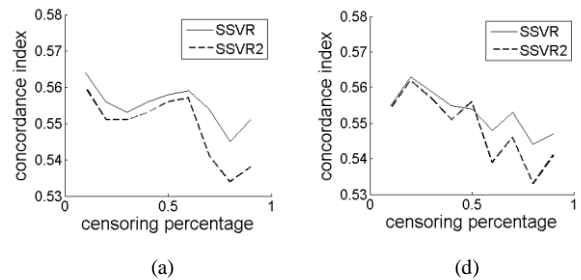 0.58
0.57
0.56
0.55
0.54
0.53
0
0.5
1
concordance index
censoring percentage
SSVR
SSVR2
(a)
0.58
0.57
0.56
0.55
0.54
0.53
0
0.5
1
concordance index
censoring percentage
SSVR
SSVR2
(d)